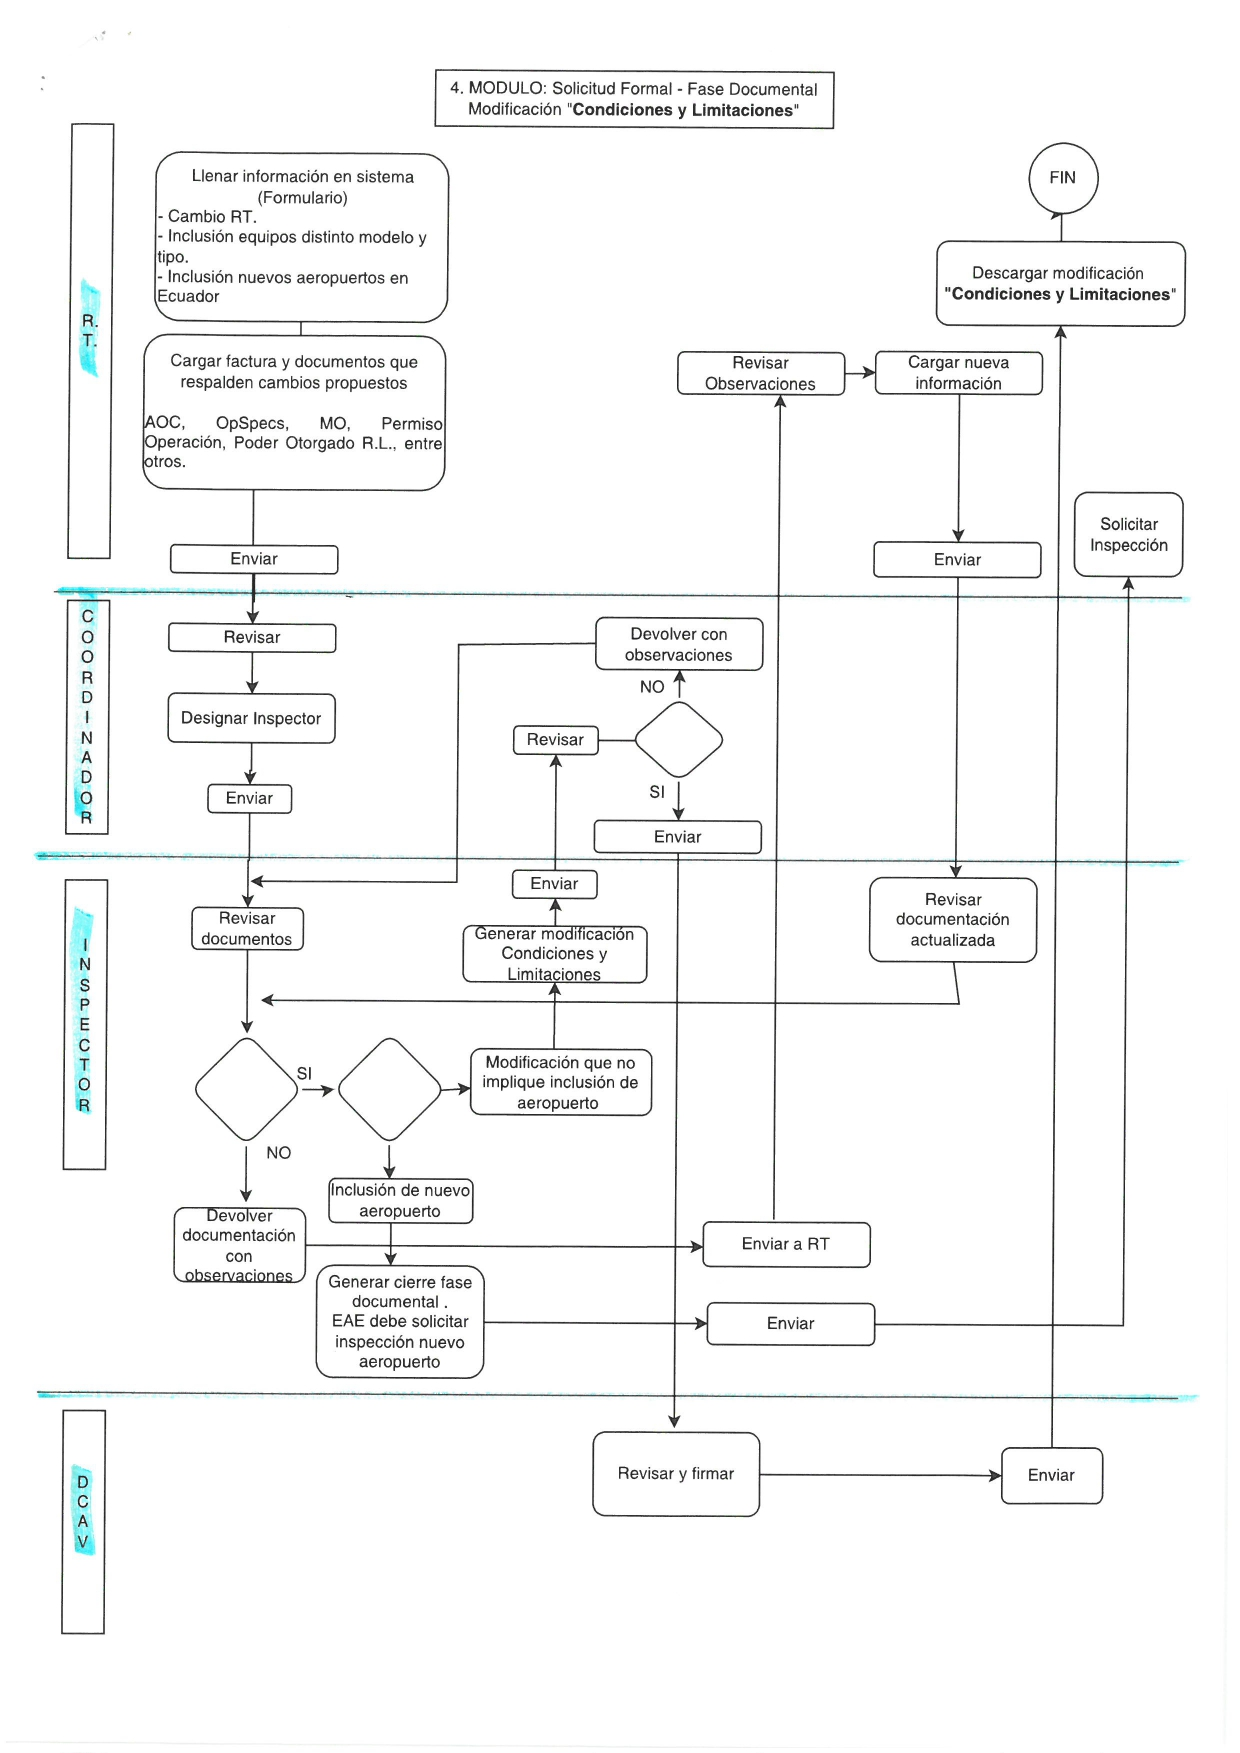 4. MODULO: Solicitud Formal - Fase Documental
Modificación "Condiciones y Limitaciones"
R.
T.
Llenar información en sistema
(Formulario)
- Cambio RT.
- Inclusión equipos distinto modelo y
tipo.
- Inclusión nuevos aeropuertos en
Ecuador
Cargar factura y documentos que
respalden cambios propuestos
AOC, OpSpecs, MO, Permiso
Operación, Poder Otorgado R.L., entre
otros.
Enviar
FIN
Descargar modificación
"Condiciones y Limitaciones"
Revisar
Observaciones
Cargar nueva
información
Enviar
Solicitar
Inspección
C
O
O
R
D
I
N
A
D
O
R
Revisar
Designar Inspector
Enviar
Devolver con
observaciones
NO
Revisar
SI
Enviar
I
N
S
P
E
C
T
O
R
Revisar
documentos
Enviar
Generar modificación
Condiciones y
Limitaciones
Revisar
documentación
actualizada
SI
Modificación que no
implique inclusión de
aeropuerto
NO
Inclusión de nuevo
aeropuerto
Devolver
documentación
con
observaciones
Enviar a RT
Generar cierre fase
documental .
EAE debe solicitar
inspección nuevo
aeropuerto
Enviar
D
C
A
V
Revisar y firmar
Enviar